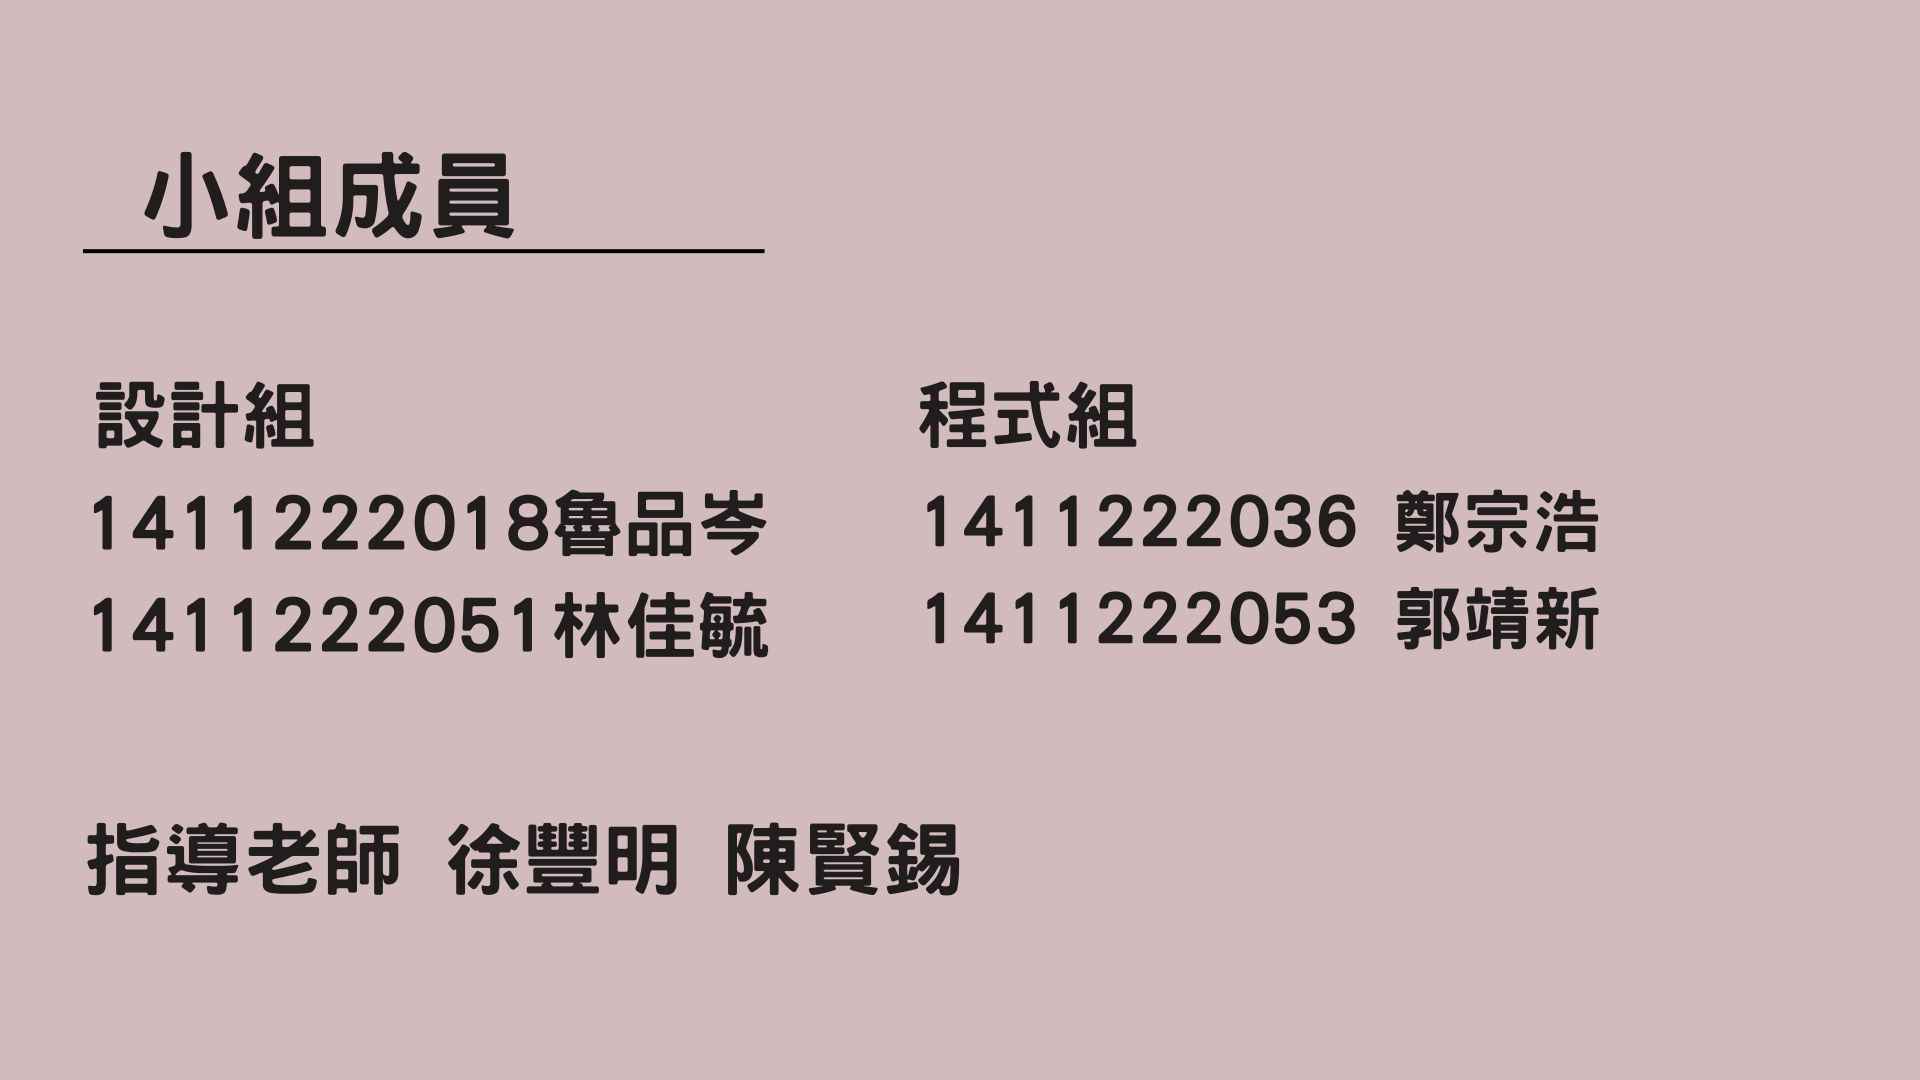 小組成員
設計組
1411222018魯品岑
1411222051林佳毓
程式組
1411222036 鄭宗浩
1411222053 郭靖新
指導老師 徐豐明 陳賢錫